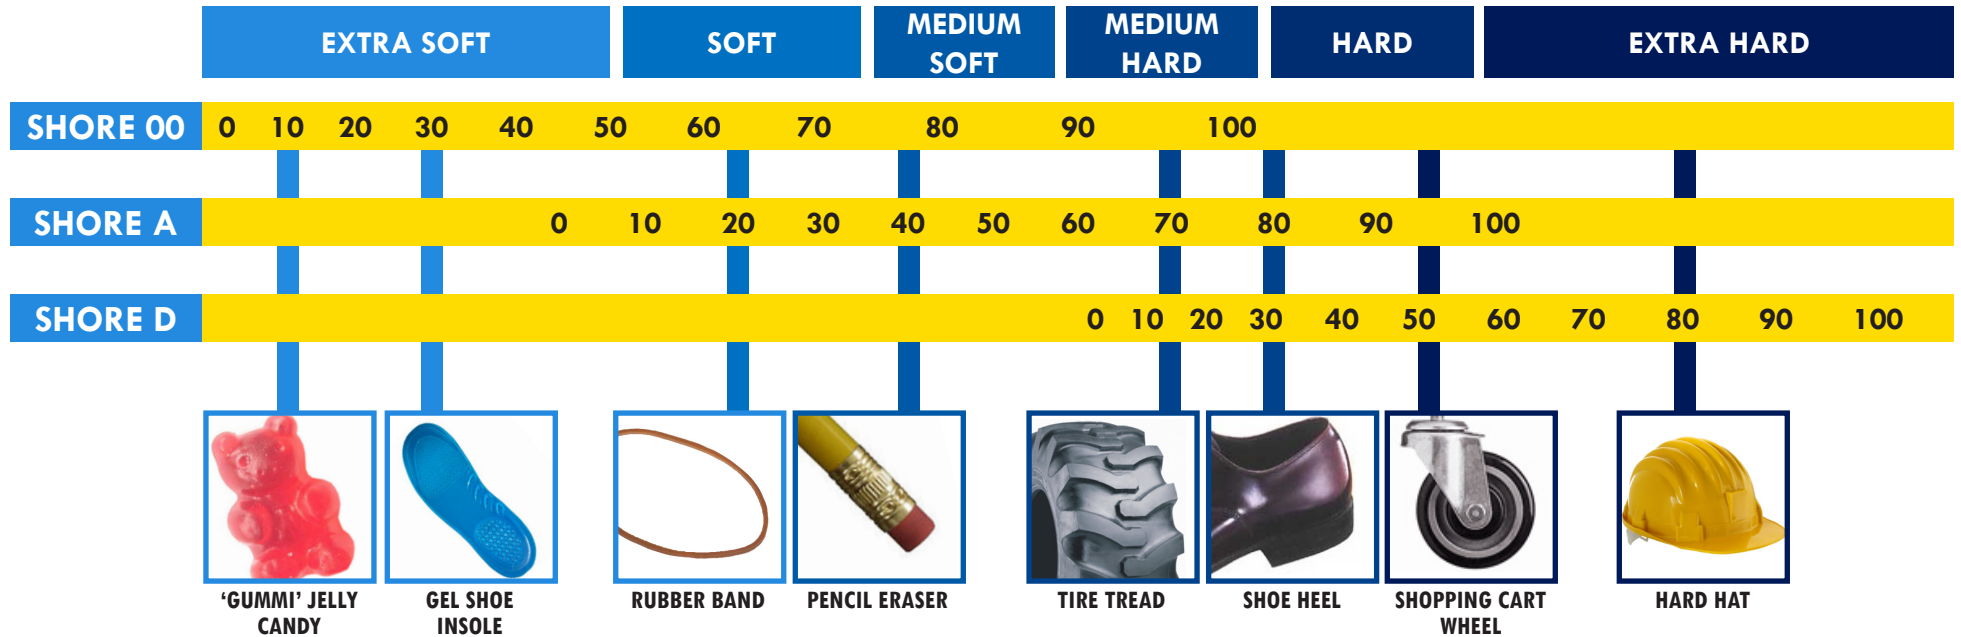 EXTRA SOFT
SOFT
MEDIUM
SOFT
MEDIUM
HARD
HARD
EXTRA HARD
SHORE 00 0 10 20 30 40 50 60 70 80 90 100
SHORE A 0 10 20 30 40 50 60 70 80 90 100
SHORE D 0 10 20 30 40 50 60 70 80 90 100
‘GUMMI’ JELLY
CANDY
GEL SHOE
INSOLE
RUBBER BAND
PENCIL ERASER
TIRE TREAD
SHOE HEEL
SHOPPING CART
WHEEL
HARD HAT